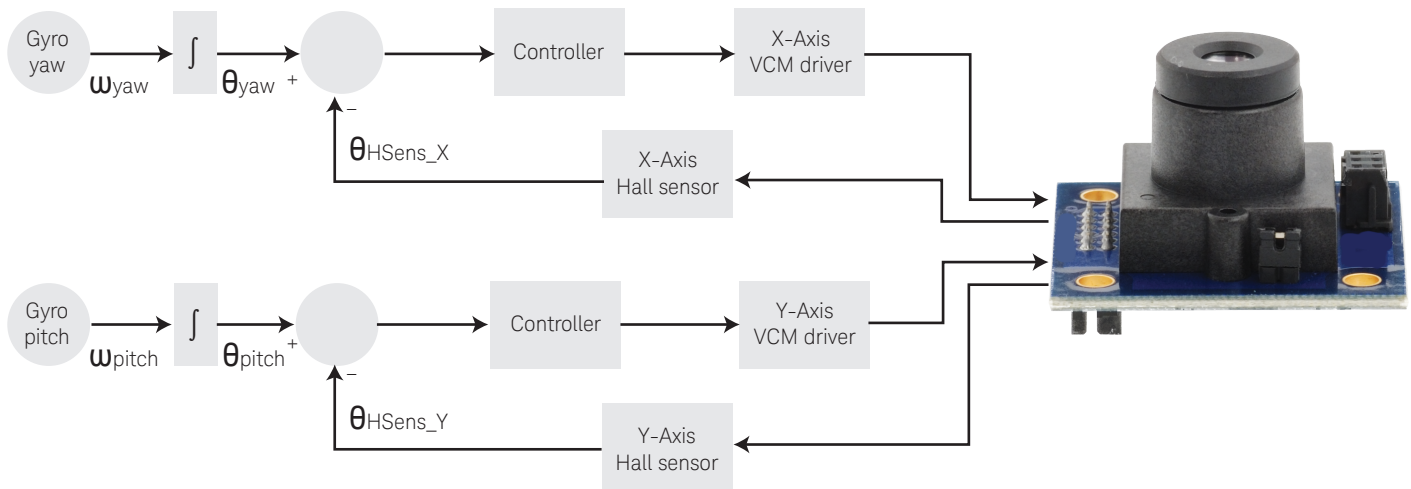 Gyro
yaw
ωyaw
∫
θyaw
+
−
Controller
X-Axis
VCM driver
θHSens_X
X-Axis
Hall sensor
Gyro
pitch
ωpitch
∫
θpitch
+
−
Controller
Y-Axis
VCM driver
θHSens_Y
Y-Axis
Hall sensor